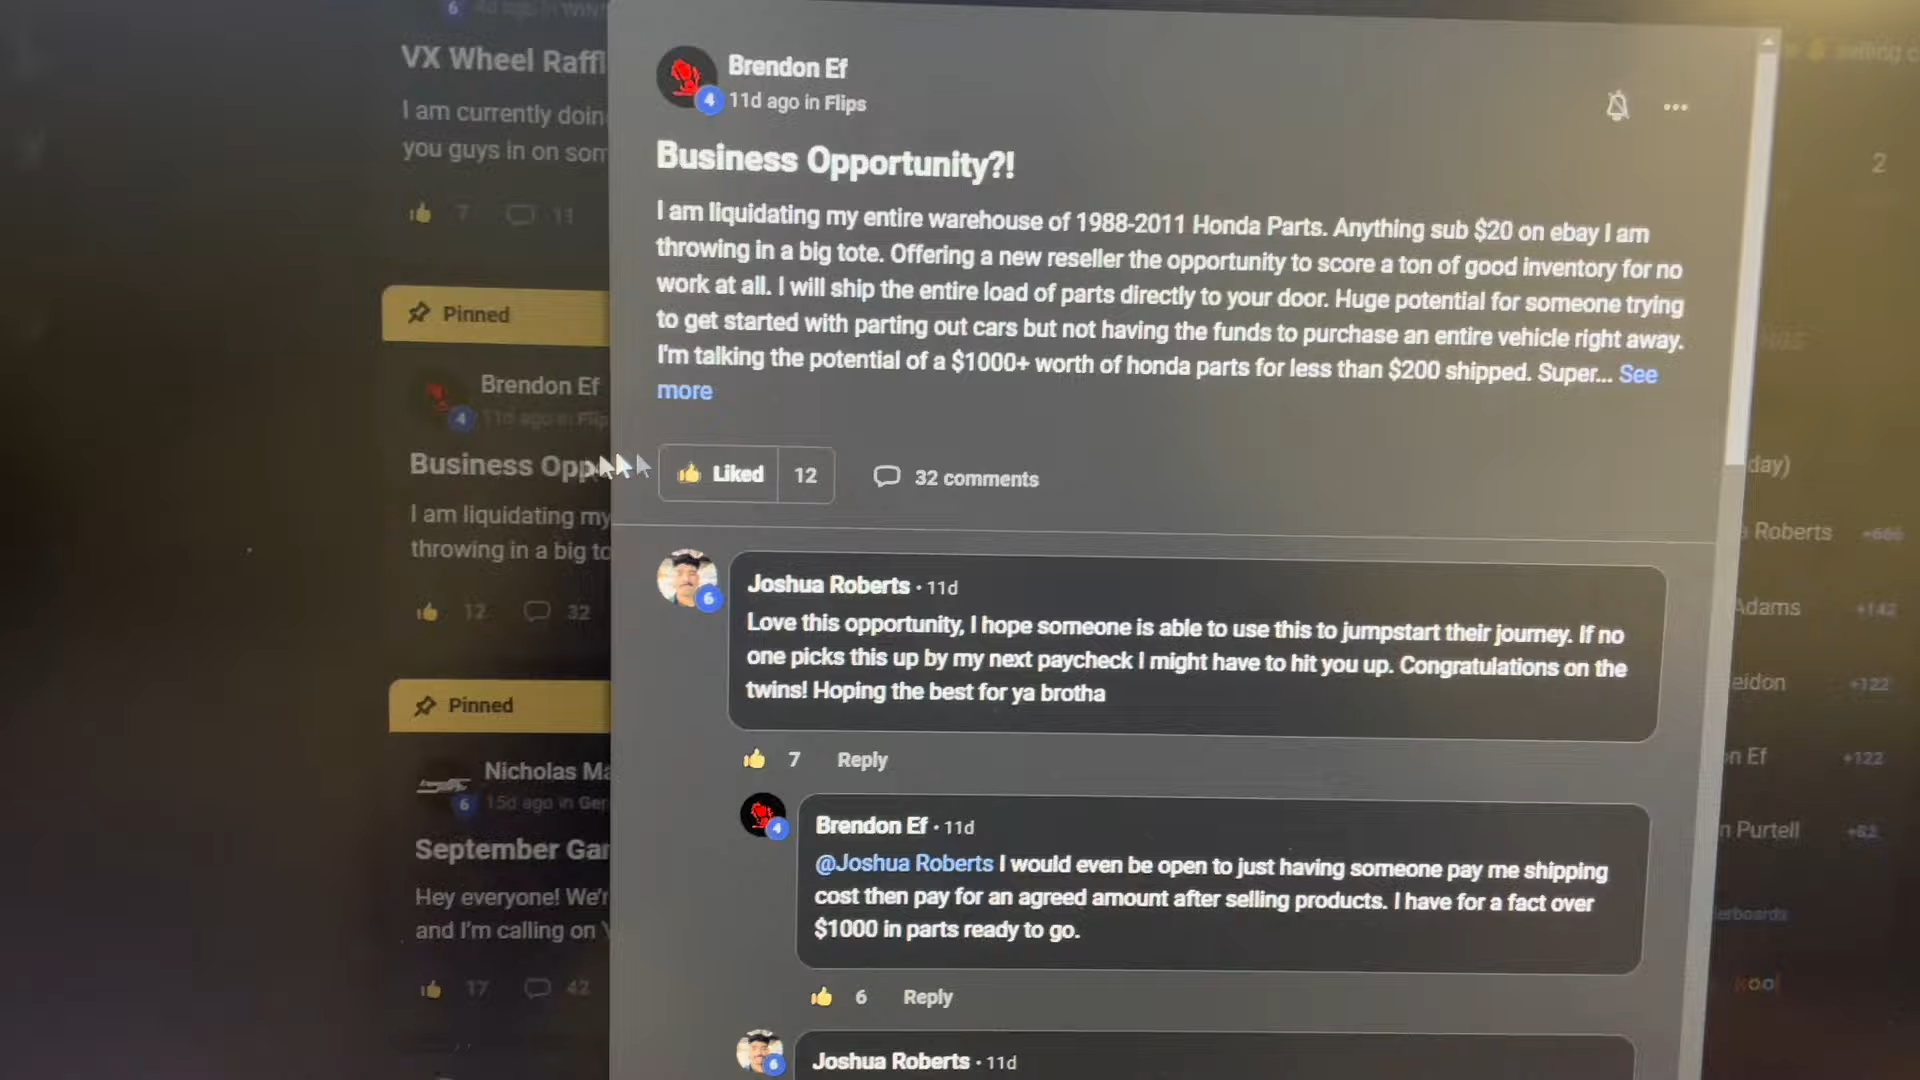 Brendon Ef
4
11d ago in Flips
Business Opportunity?!
I am liquidating my entire warehouse of 1988-2011 Honda Parts. Anything sub $20 on ebay I am
throwing in a big tote. Offering a new reseller the opportunity to score a ton of good inventory for no
work at all. I will ship the entire load of parts directly to your door. Huge potential for someone trying
to get started with parting out cars but not having the funds to purchase an entire vehicle right away.
I'm talking the potential of a $1000+ worth of honda parts for less than $200 shipped. Super... See
more
Liked 12 32 comments
Joshua Roberts • 11d
6
Love this opportunity, I hope someone is able to use this to jumpstart their journey. If no
one picks this up by my next paycheck I might have to hit you up. Congratulations on the
twins! Hoping the best for ya brotha
7 Reply
Brendon Ef • 11d
4
@Joshua Roberts I would even be open to just having someone pay me shipping
cost then pay for an agreed amount after selling products. I have for a fact over
$1000 in parts ready to go.
6 Reply
Joshua Roberts • 11d
6
6 4d ago in
VX Wheel Raffl
I am currently doin
you guys in on som
7 11
Pinned
Brendon Ef
4 11d ago in Flip
Business Opp
I am liquidating my
throwing in a big to
12 32
Pinned
Nicholas Ma
6 15d ago in Ger
September Gar
Hey everyone! We'r
and I'm calling on
17 42
2
day)
Roberts
Adams +142
eidon +122
n Ef +122
n Purtell +82
erboards
kool